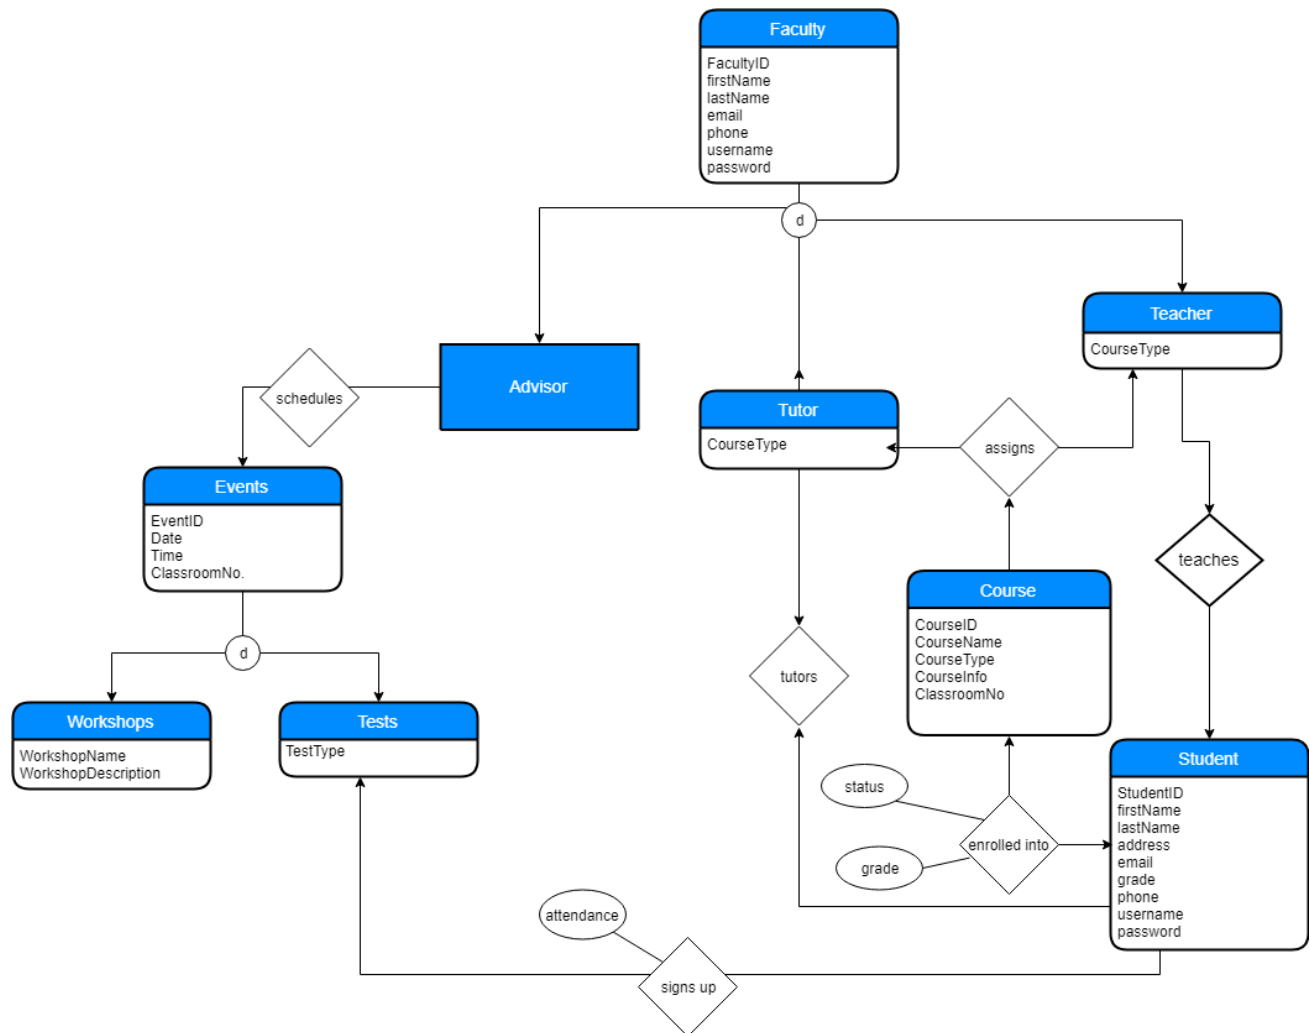 Faculty
FacultyID
firstName
lastName
email
phone
username
password
d
Teacher
CourseType
Advisor
schedules
Tutor
CourseType
assigns
Events
EventID
Date
Time
ClassroomNo.
teaches
Course
CourseID
CourseName
CourseType
CourseInfo
ClassroomNo
d
tutors
Workshops
WorkshopName
WorkshopDescription
Tests
TestType
Student
StudentID
firstName
lastName
address
email
grade
phone
username
password
status
enrolled into
grade
attendance
signs up